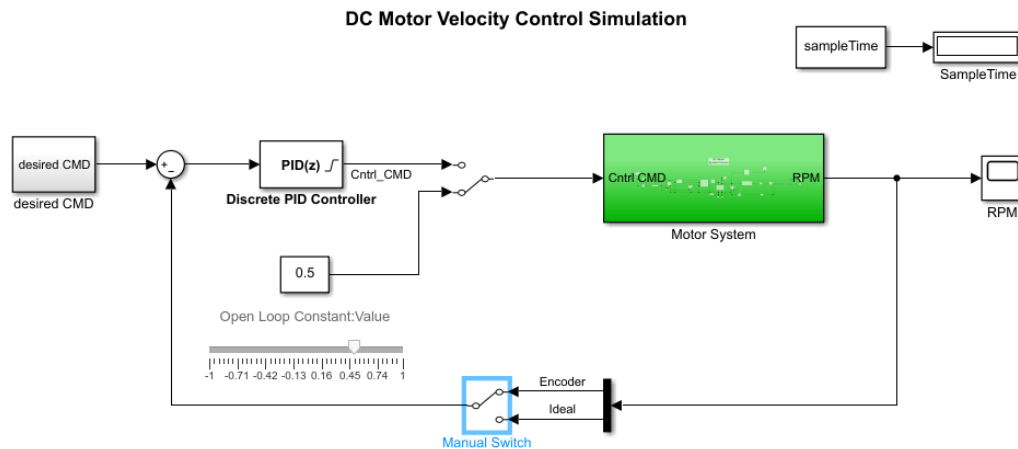 DC Motor Velocity Control Simulation
sampleTime
SampleTime
desired CMD
desired CMD
+
−
PID(z)
Cntrl_CMD
Discrete PID Controller
Cntrl CMD
RPM
Motor System
RPM
0.5
Open Loop Constant:Value
-1 -0.71 -0.42 -0.13 0.16 0.45 0.74 1
Encoder
Ideal
Manual Switch